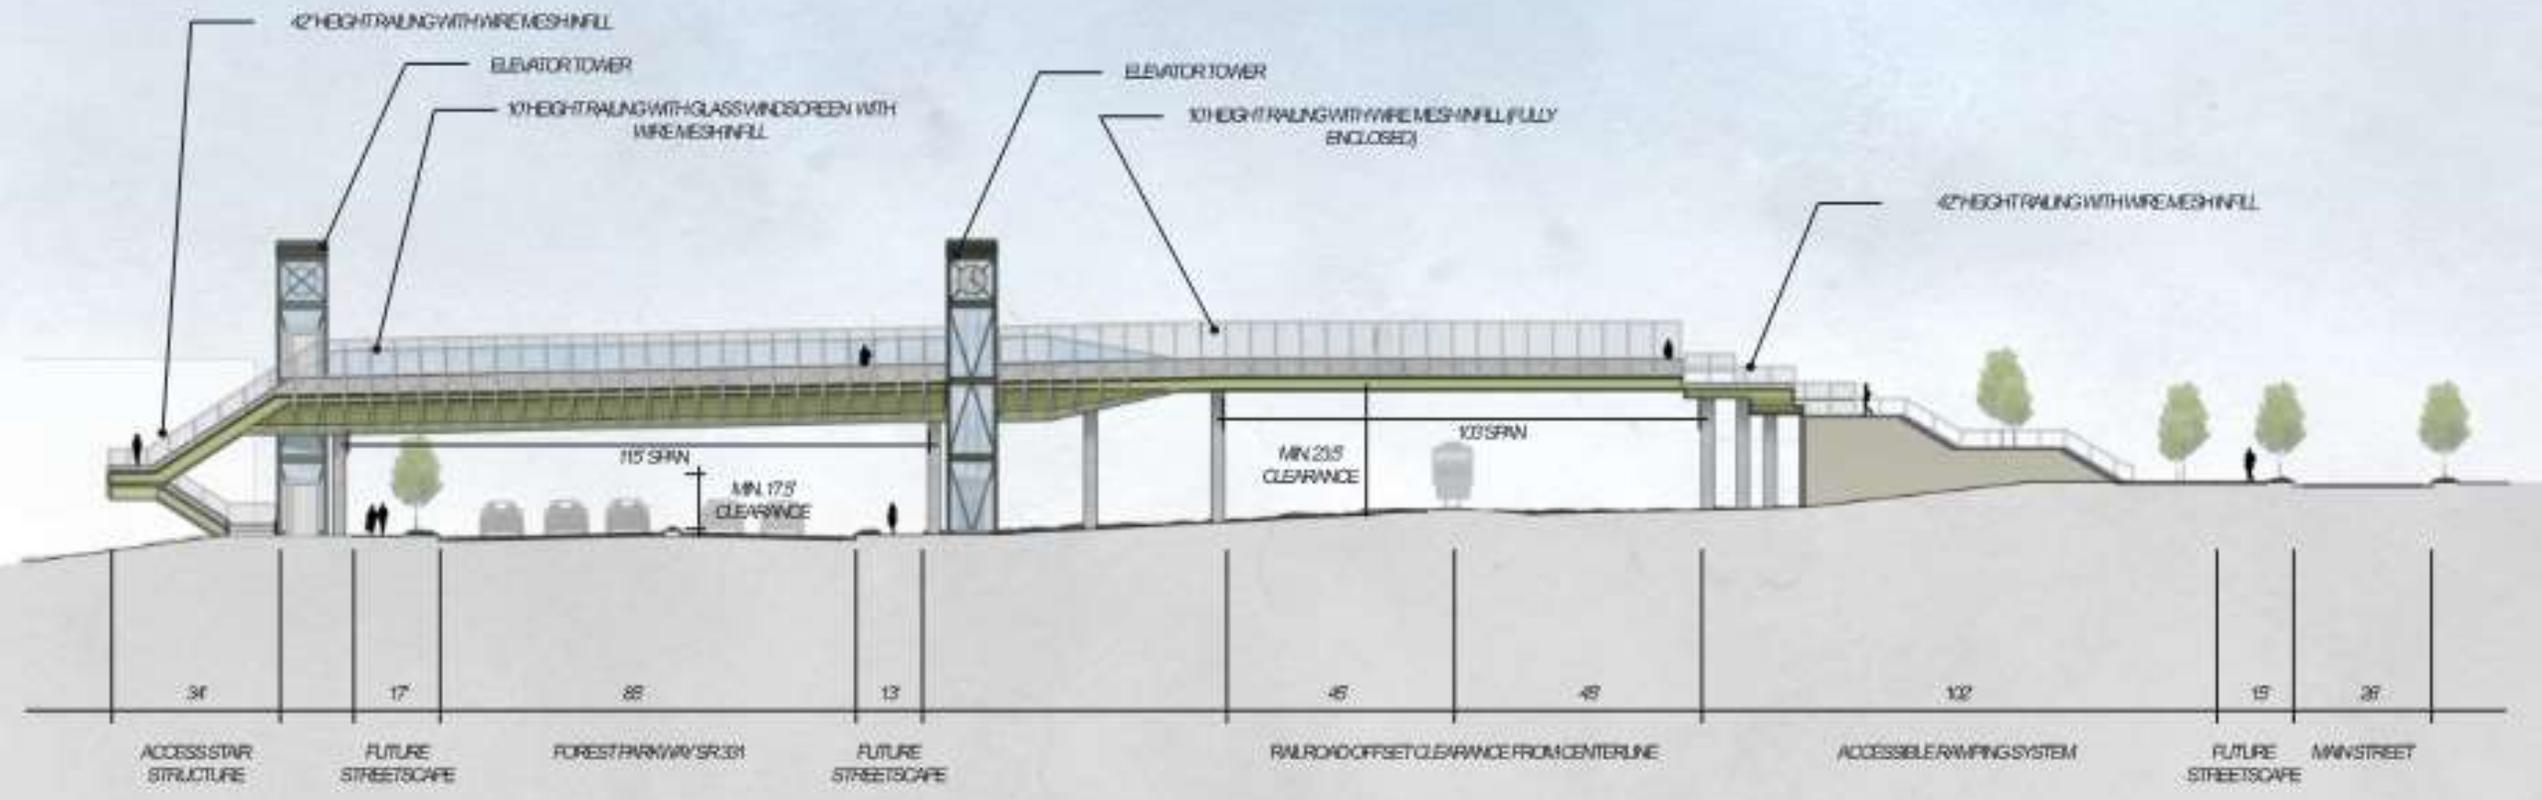 42" HEIGHT RAILING WITH WIRE MESH INFILL
ELEVATOR TOWER
10' HEIGHT RAILING WITH GLASS WINDSCREEN WITH
WIRE MESH INFILL
ELEVATOR TOWER
10' HEIGHT RAILING WITH WIRE MESH INFILL (FULLY
ENCLOSED)
42" HEIGHT RAILING WITH WIRE MESH INFILL
115' SPAN
MIN. 17.5'
CLEARANCE
103' SPAN
MIN. 23.5'
CLEARANCE
34'
17'
13'
102'
15'
ACCESS STAIR
STRUCTURE
FUTURE
STREETSCAPE
FOREST PARKWAY SR 331
FUTURE
STREETSCAPE
RAILROAD OFFSET CLEARANCE FROM CENTERLINE
ACCESSIBLE RAMPING SYSTEM
FUTURE
STREETSCAPE
MAIN STREET